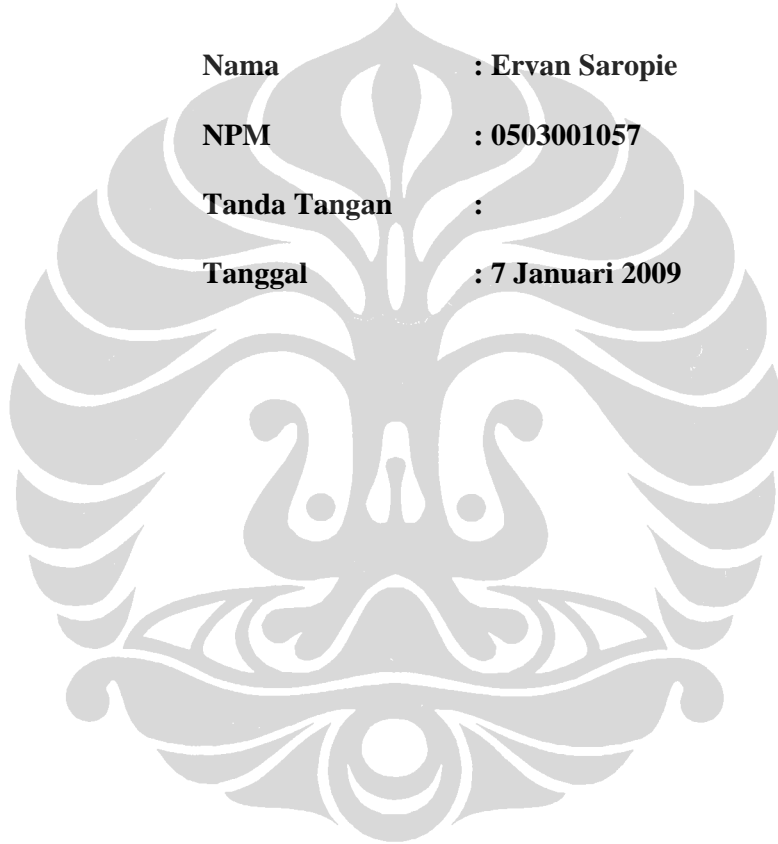 Nama : Ervan Saropie
NPM : 0503001057
Tanda Tangan :
Tanggal : 7 Januari 2009